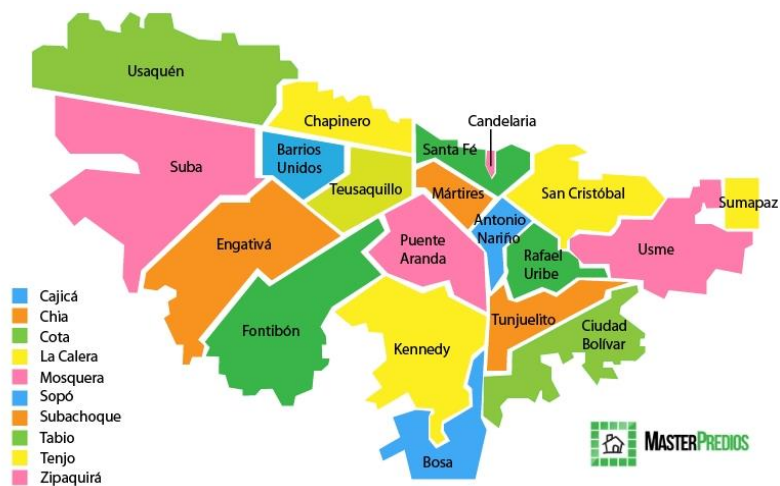 Usaquén
Chapinero
Candelaria
Suba
Barrios
Unidos
Santa Fé
Teusaquillo
Mártires
San Cristóbal
Sumapaz
Engativá
Puente
Aranda
Antonio
Nariño
Rafael
Uribe
Usme
Fontibón
Kennedy
Tunjuelito
Ciudad
Bolívar
Bosa
Cajicá
Chìa
Cota
La Calera
Mosquera
Sopó
Subachoque
Tabio
Tenjo
Zipaquirá
MASTERPREDIOS